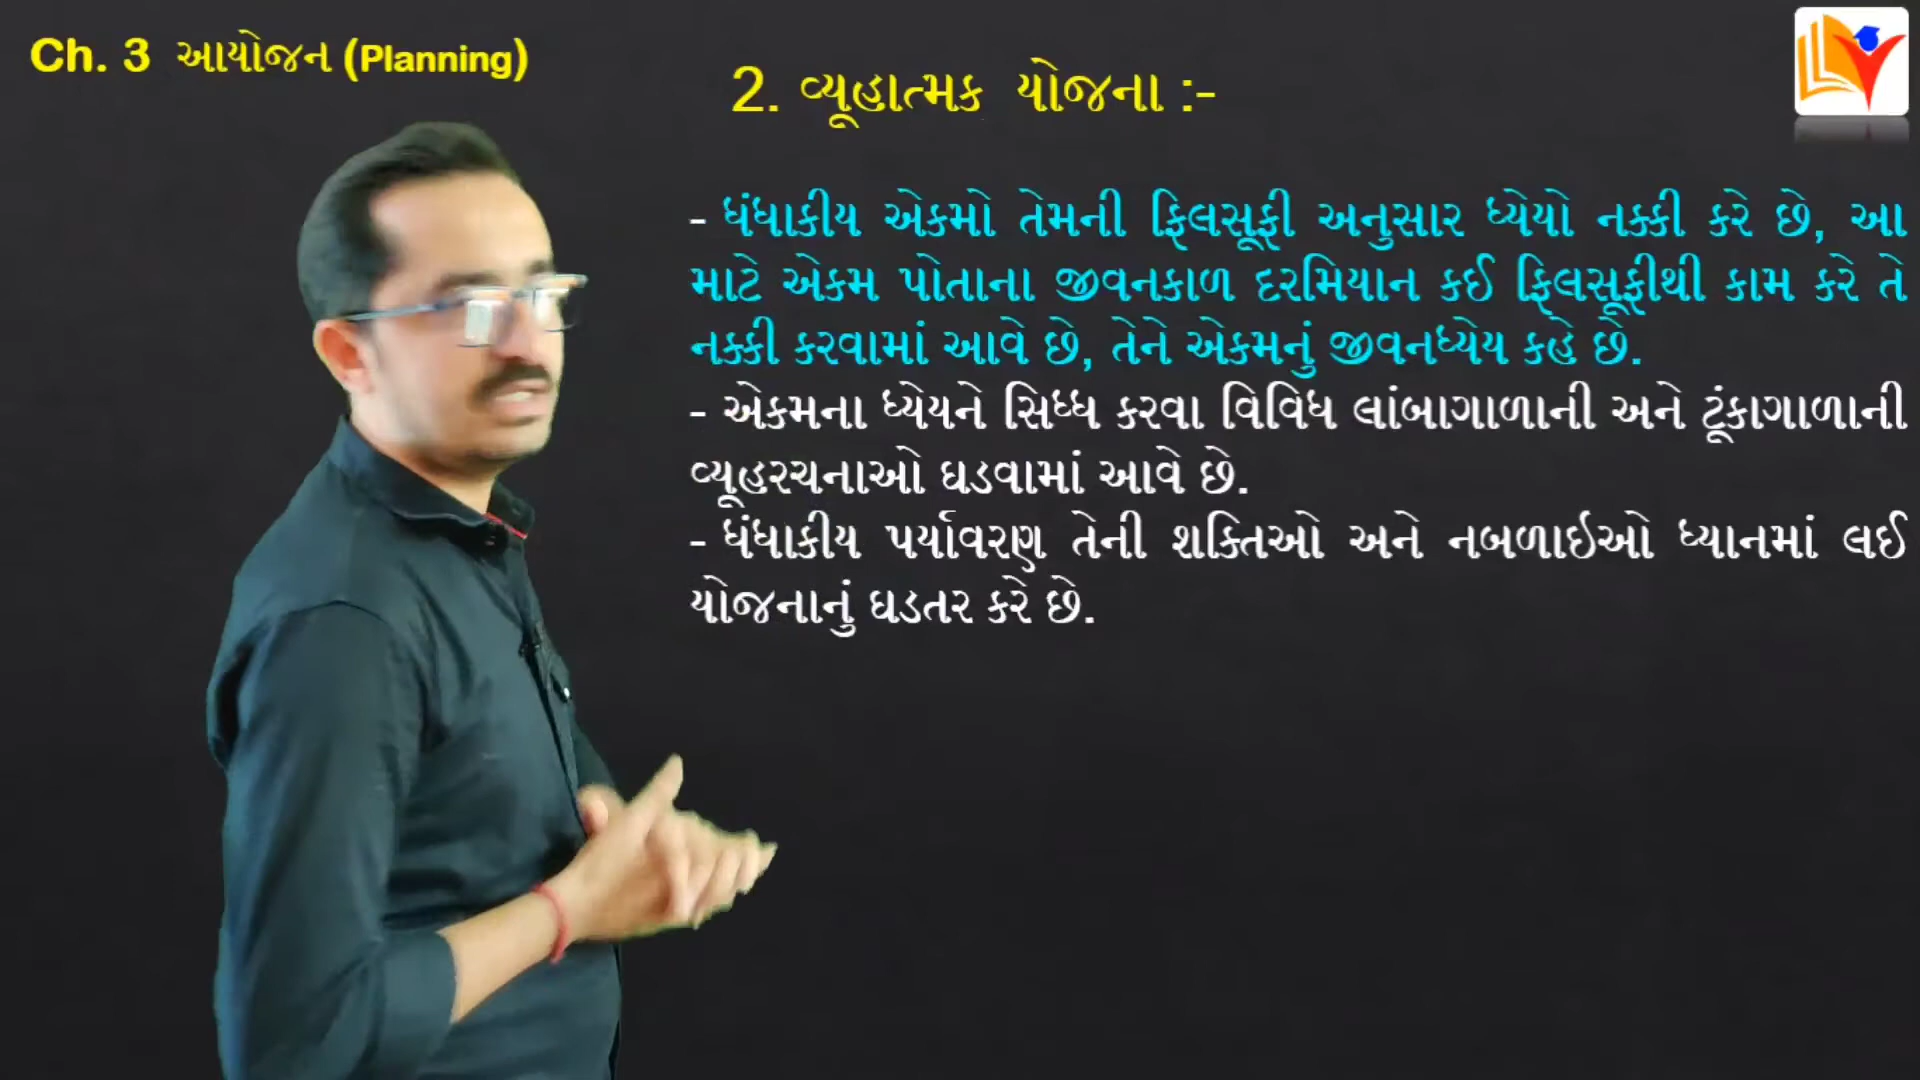 Ch. 3 આયોજન (Planning)
2. વ્યૂહાત્મક યોજના :-
- ધંધાકીય એકમો તેમની ફિલસૂફી અનુસાર ધ્યેયો નક્કી કરે છે, આ
માટે એકમ પોતાના જીવનકાળ દરમિયાન કઈ ફિલસૂફીથી કામ કરે તે
નક્કી કરવામાં આવે છે, તેને એકમનું જીવનધ્યેય કહે છે.
- એકમના ધ્યેયને સિધ્ધ કરવા વિવિધ લાંબાગાળાની અને ટૂંકાગાળાની
વ્યૂહરચનાઓ ઘડવામાં આવે છે.
- ધંધાકીય પર્યાવરણ તેની શક્તિઓ અને નબળાઇઓ ધ્યાનમાં લઈ
યોજનાનું ઘડતર કરે છે.